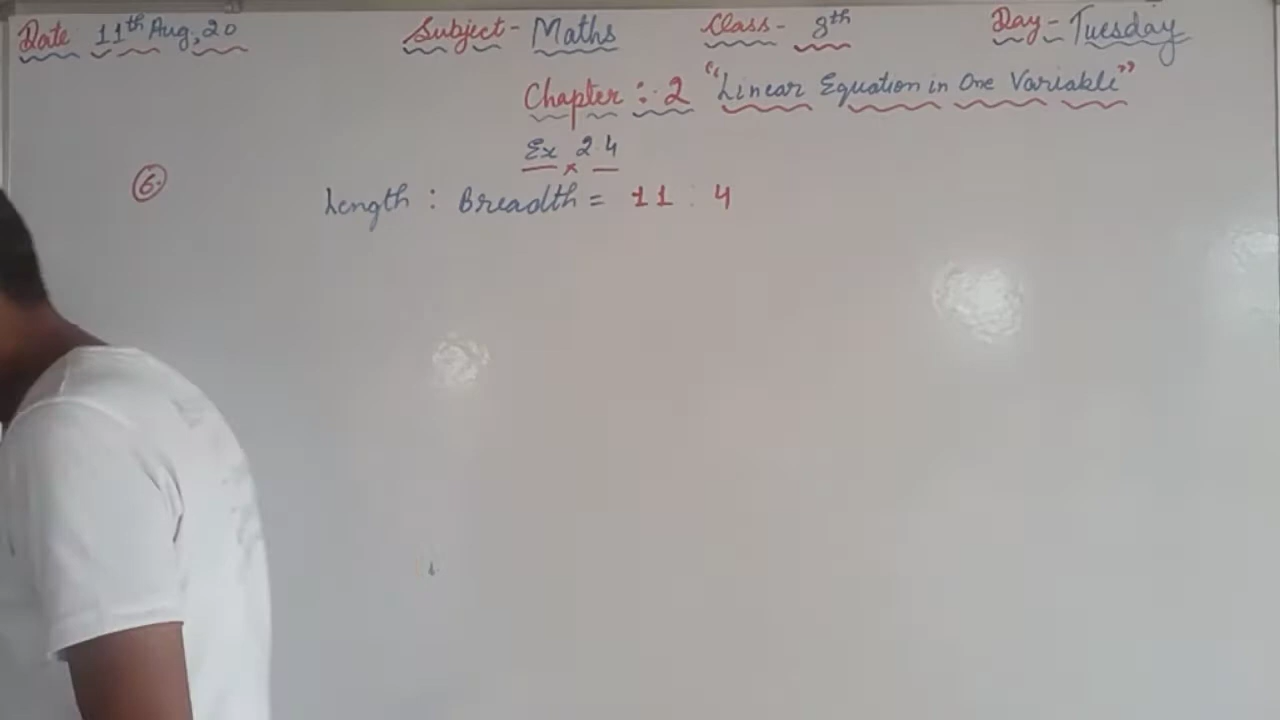 Date 11th Aug, 20 Subject - Maths Class - 8th Day - Tuesday
Chapter :- 2 "Linear Equation in One Variable"
Ex 2.4
6. Length : Breadth = 11 : 4